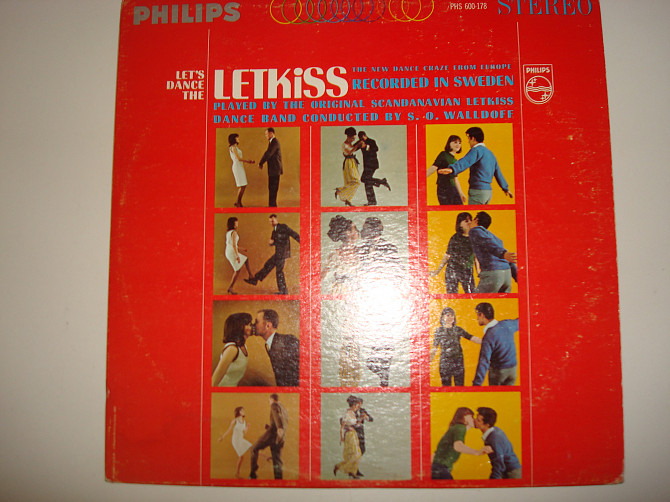 PHILIPS
PHS 600-178
STEREO
LET'S
DANCE
THE
LETKiSS
THE NEW DANCE CRAZE FROM EUROPE
RECORDED IN SWEDEN
PLAYED BY THE ORIGINAL SCANDANAVIAN LETKISS
DANCE BAND CONDUCTED BY S.-O. WALLDOFF
PHILIPS